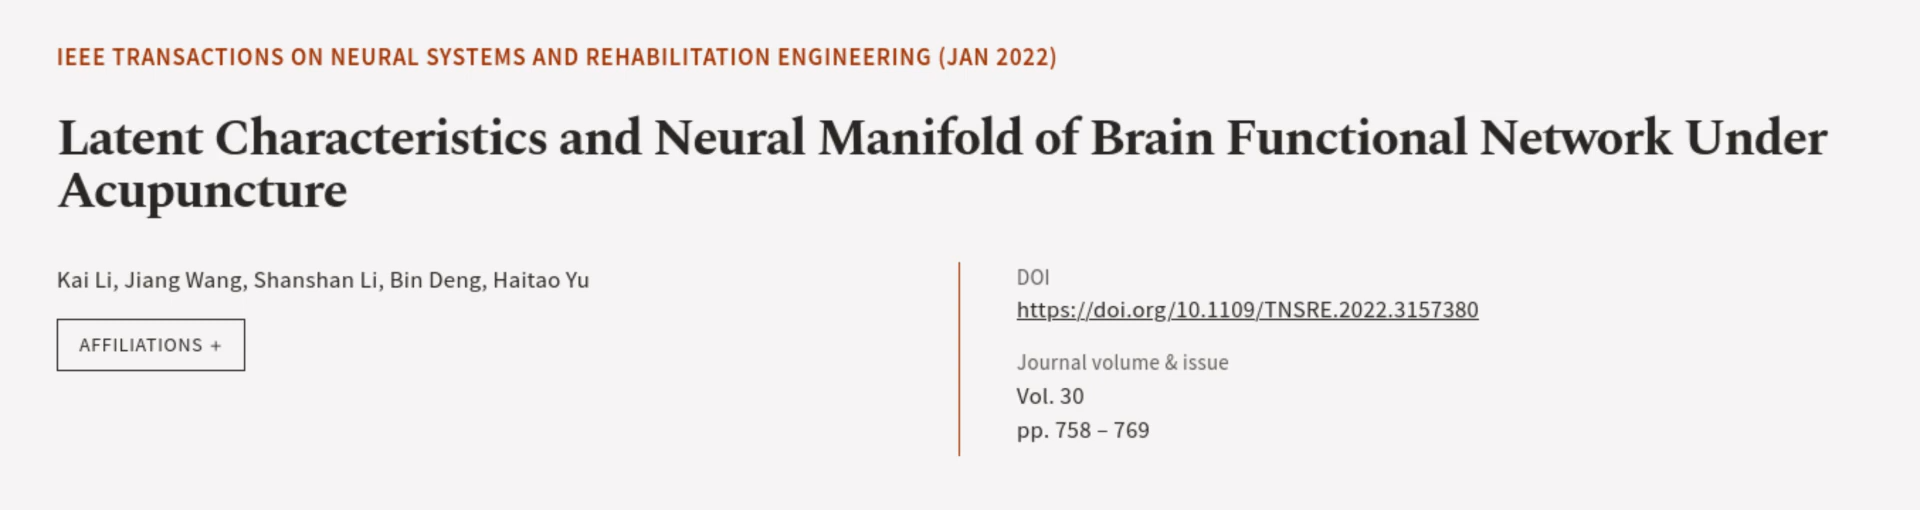 IEEE TRANSACTIONS ON NEURAL SYSTEMS AND REHABILITATION ENGINEERING (JAN 2022)
Latent Characteristics and Neural Manifold of Brain Functional Network Under
Acupuncture
Kai Li, Jiang Wang, Shanshan Li, Bin Deng, Haitao Yu
AFFILIATIONS +
DOI
https://doi.org/10.1109/TNSRE.2022.3157380
Journal volume & issue
Vol. 30
pp. 758 – 769